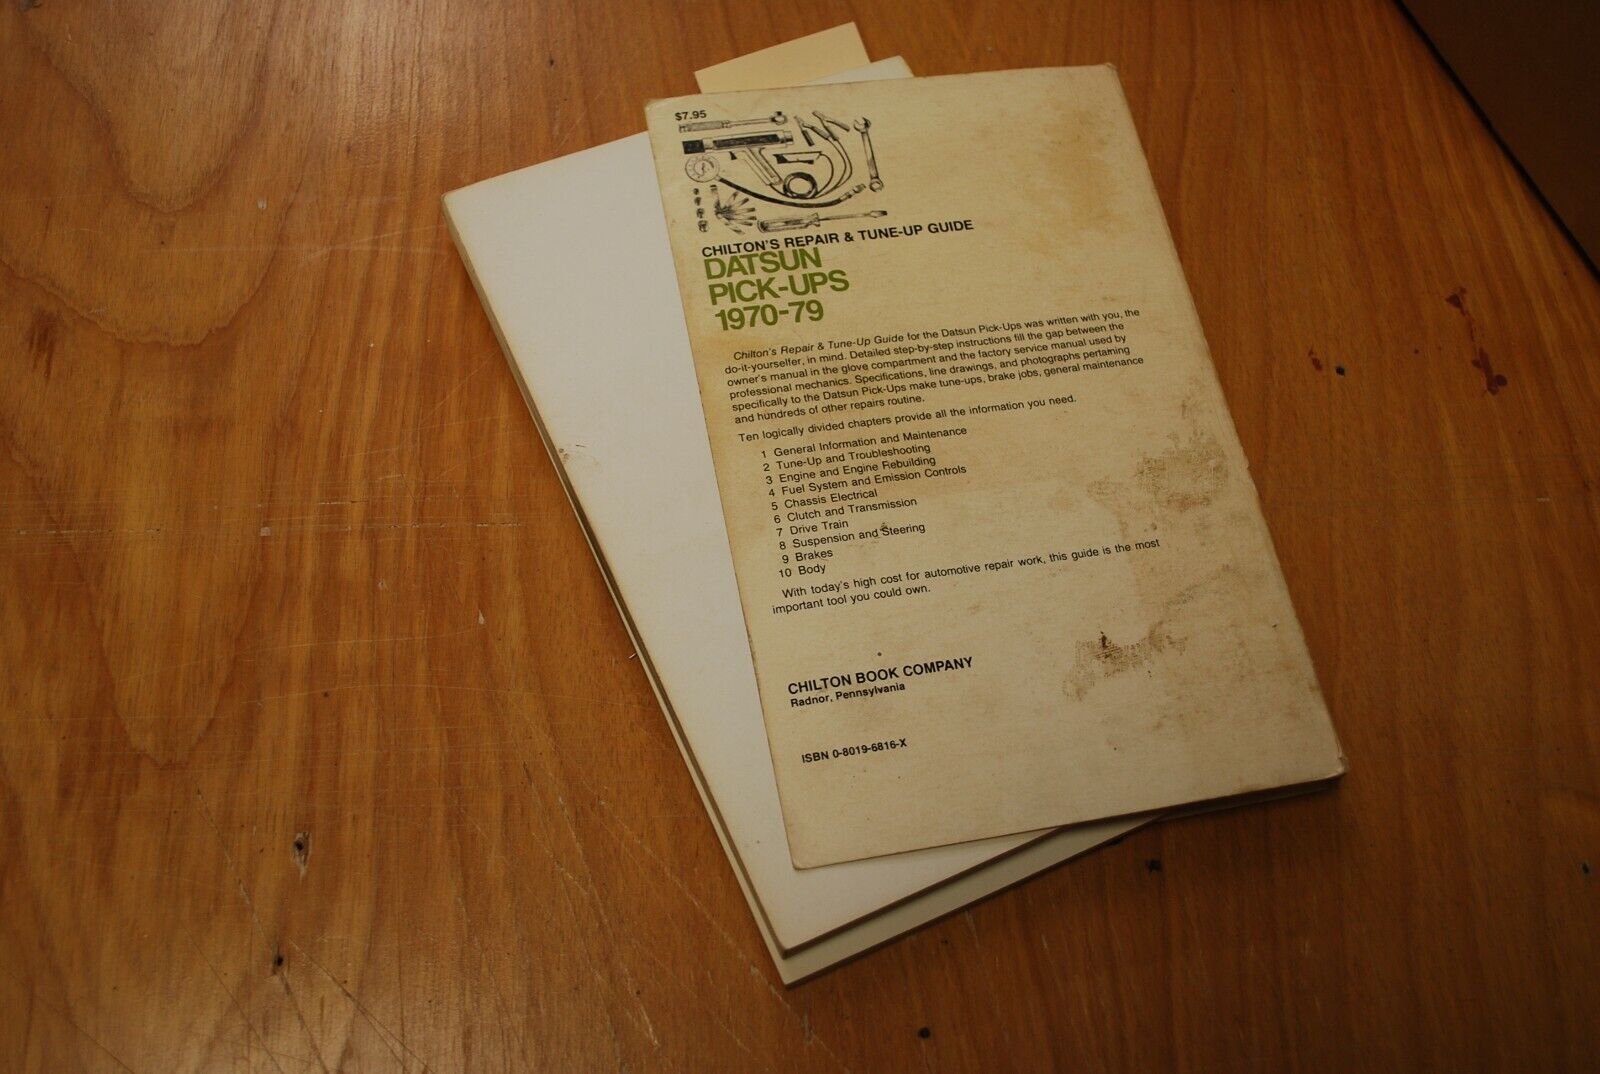 $7.95
CHILTON'S REPAIR & TUNE-UP GUIDE
DATSUN
PICK-UPS
1970-79
Chilton's Repair & Tune-Up Guide for the Datsun Pick-Ups was written with you, the
do-it-yourselfer, in mind. Detailed step-by-step instructions fill the gap between the
owner's manual in the glove compartment and the factory service manual used by
professional mechanics. Specifications, line drawings, and photographs pertaining
specifically to the Datsun Pick-Ups make tune-ups, brake jobs, general maintenance
and hundreds of other repairs routine.
Ten logically divided chapters provide all the information you need.
1 General Information and Maintenance
2 Tune-Up and Troubleshooting
3 Engine and Engine Rebuilding
4 Fuel System and Emission Controls
5 Chassis Electrical
6 Clutch and Transmission
7 Drive Train
8 Suspension and Steering
9 Brakes
10 Body
With today's high cost for automotive repair work, this guide is the most
important tool you could own.
CHILTON BOOK COMPANY
Radnor, Pennsylvania
ISBN 0-8019-6816-X